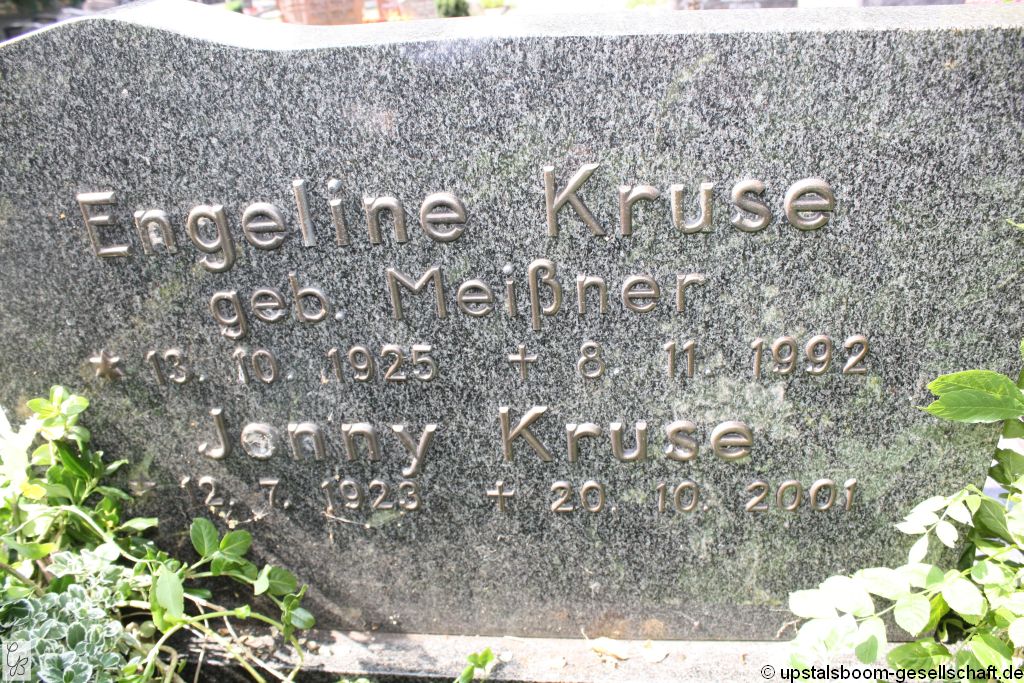 Engeline Kruse
geb. Meißner
* 13. 10. 1925 + 8. 11. 1992
Jonny Kruse
* 12. 7. 1923 + 20. 10. 2001
© upstalsboom-gesellschaft.de